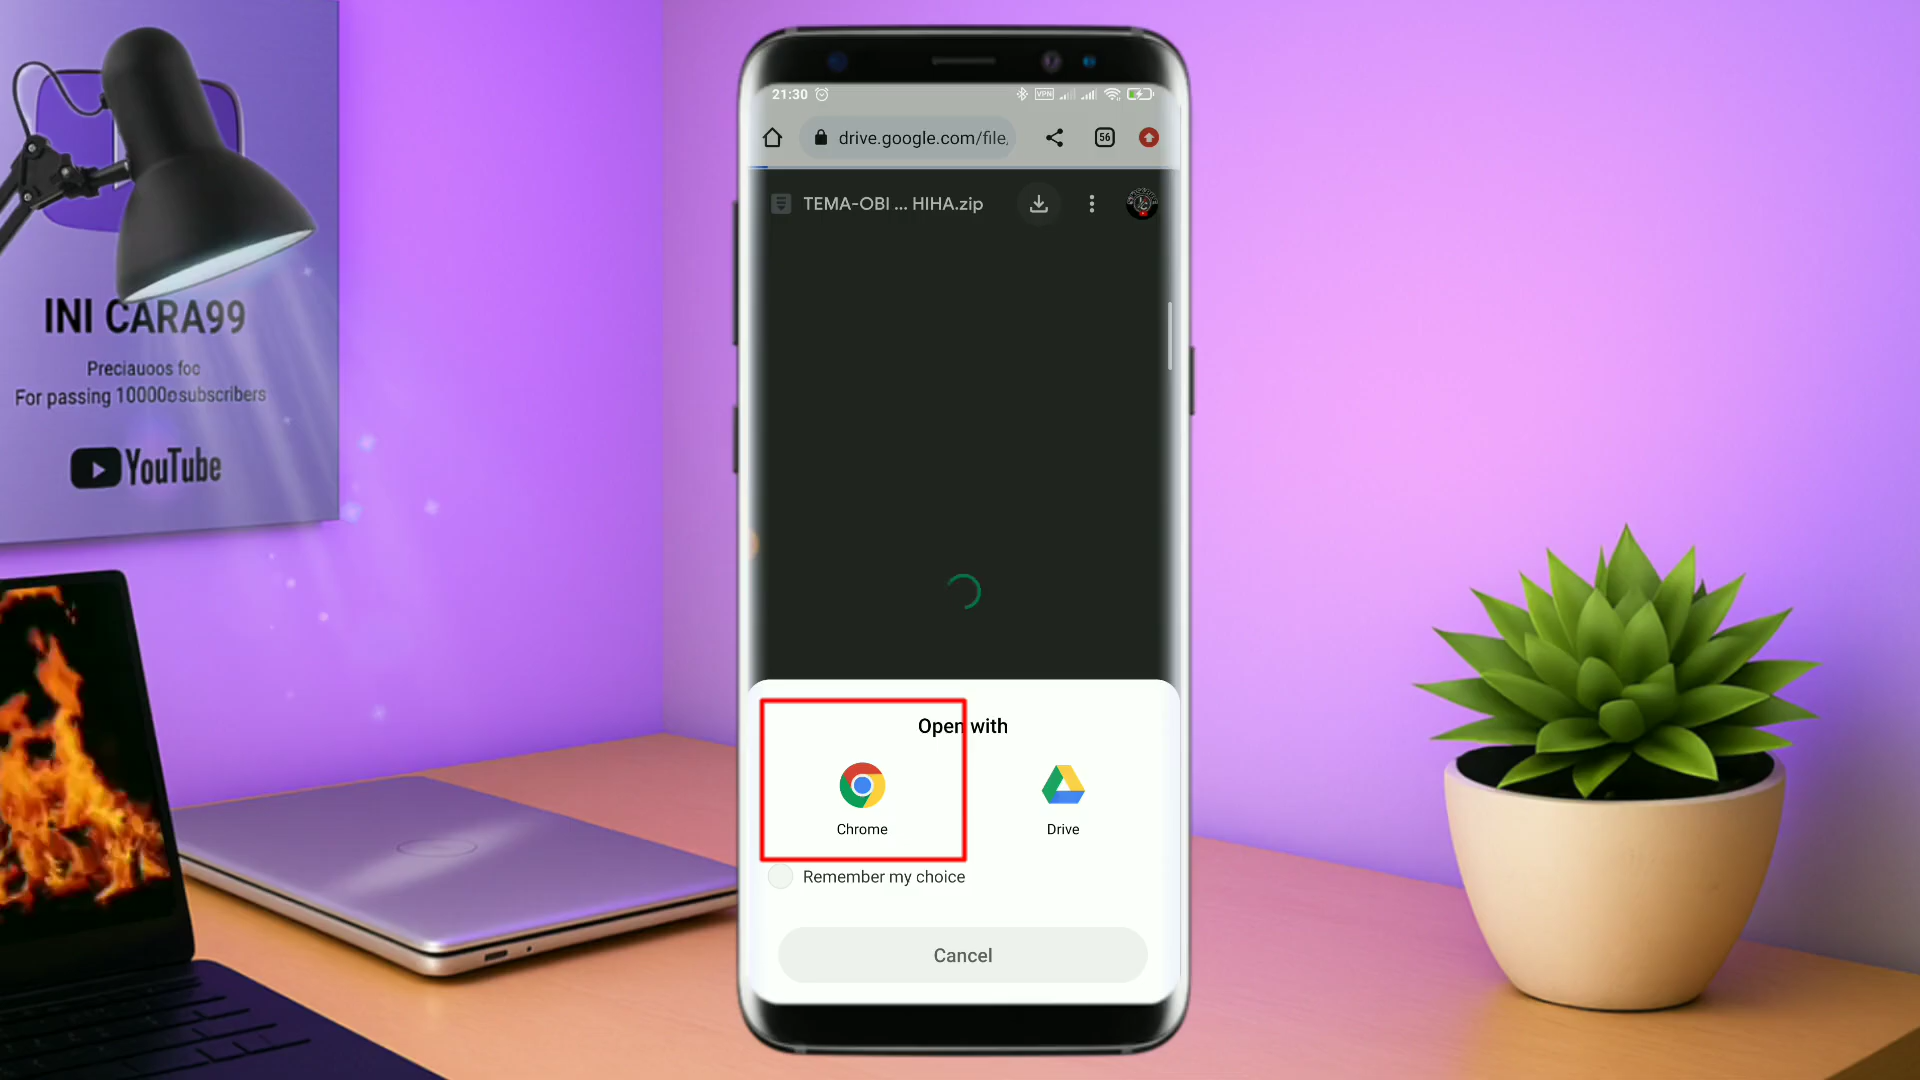 INI CARA99
Preciauoos foc
For passing 10000osubscribers
YouTube
21:30
VPN
drive.google.com/file/
56
TEMA-OBI ... HIHA.zip
Open with
Chrome
Drive
Remember my choice
Cancel